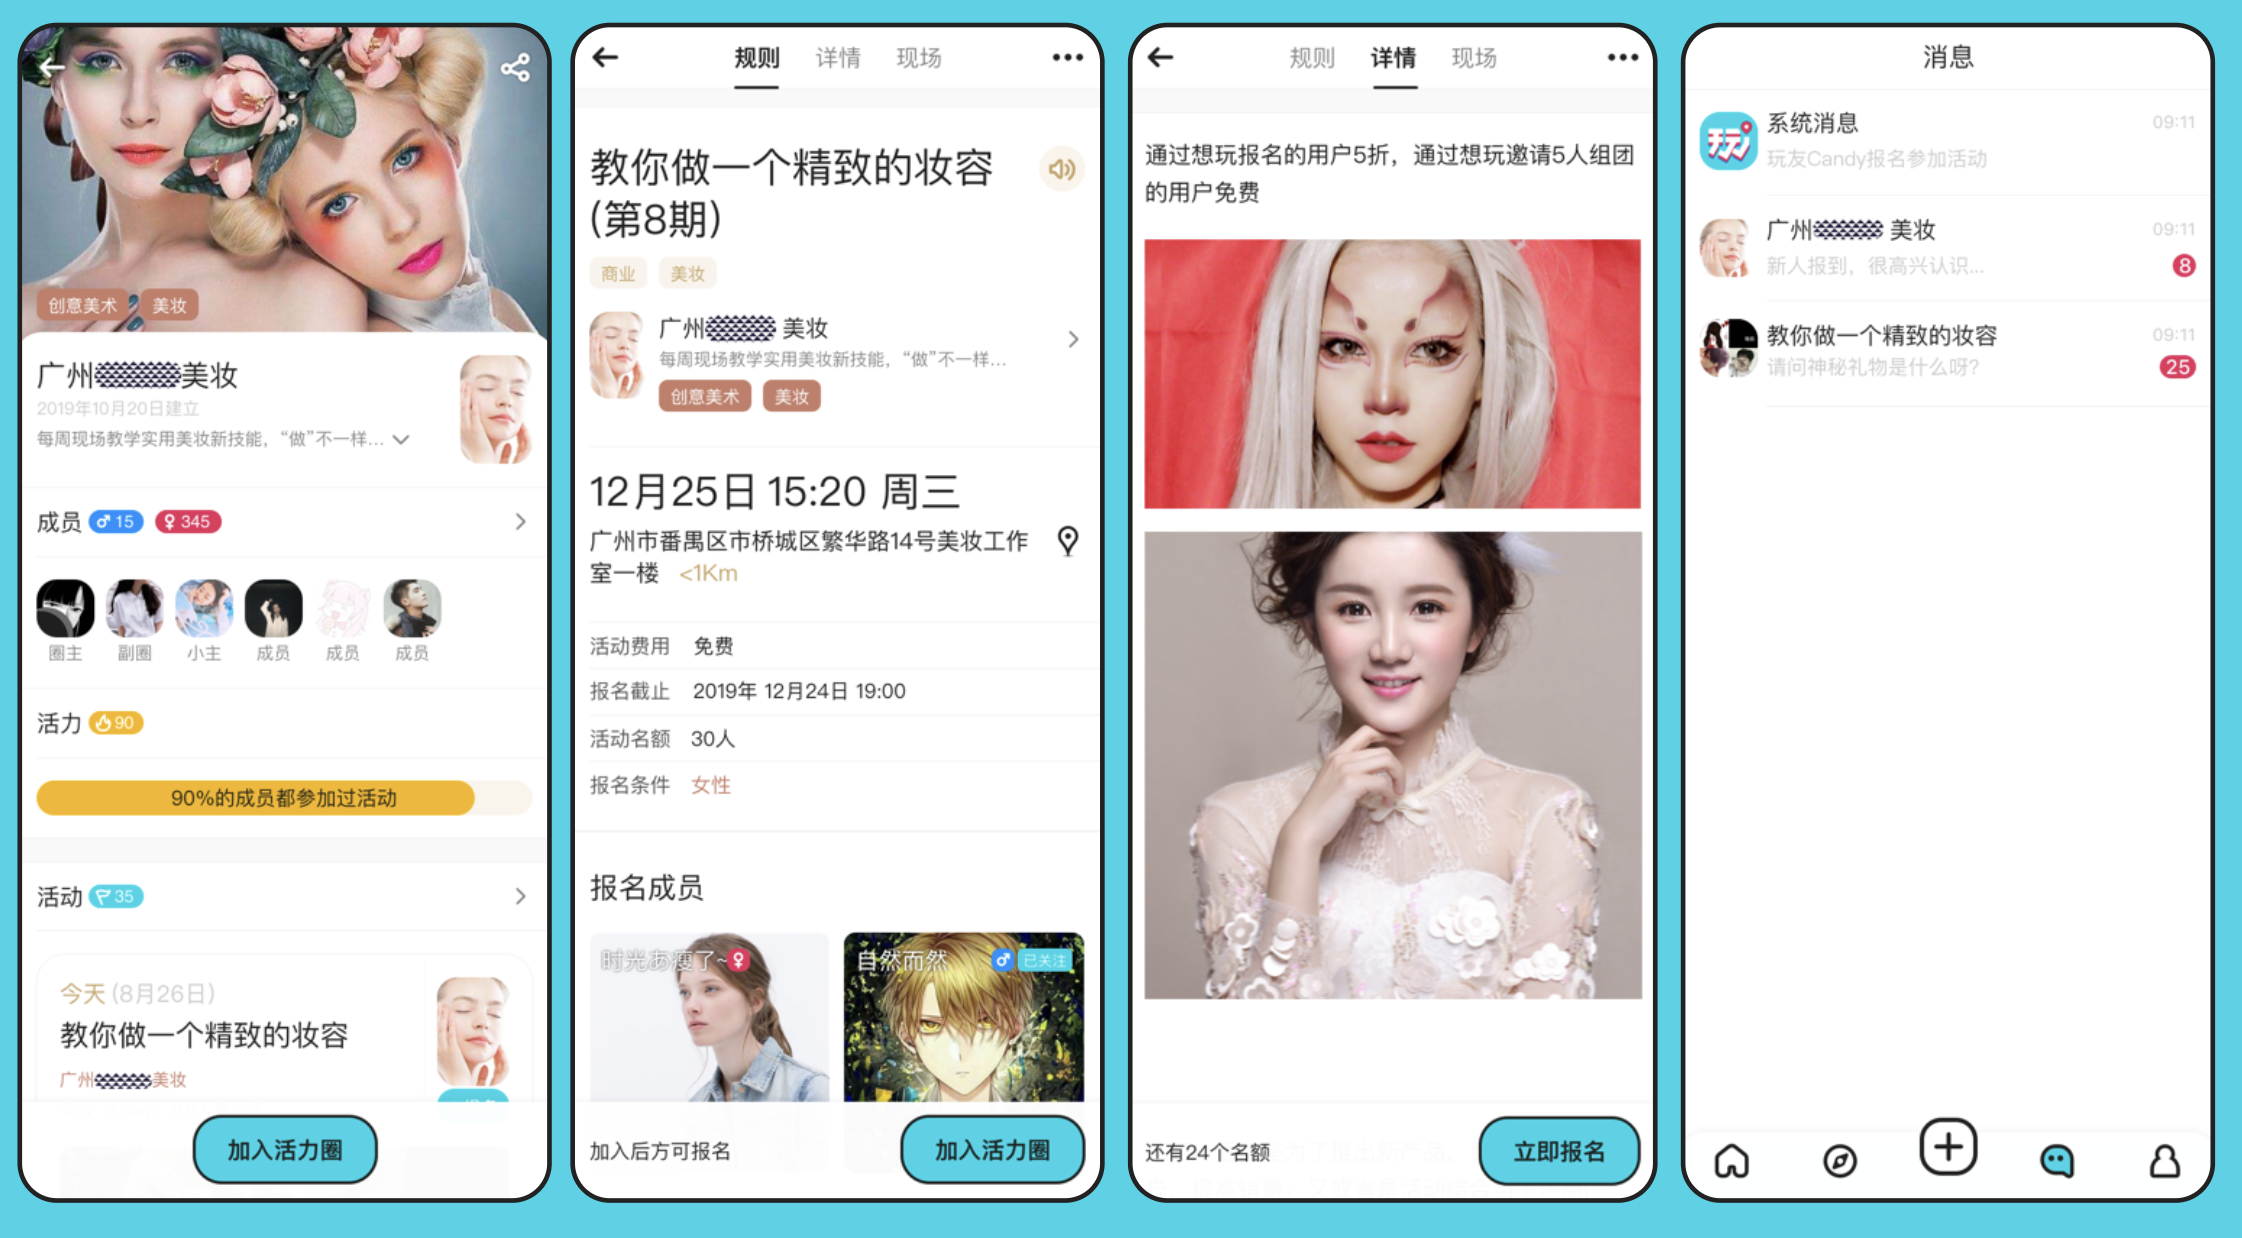 创意美术
美妆
广州
美妆
2019年10月20日建立
每周现场教学实用美妆新技能，“做”不一样...
成员
15
345
圈主
副圈
小主
成员
成员
成员
活力
90
90%的成员都参加过活动
活动
35
今天 (8月26日)
教你做一个精致的妆容
广州
美妆
加入活力圈
规则
详情
现场
教你做一个精致的妆容
(第8期)
商业
美妆
广州
美妆
每周现场教学实用美妆新技能，“做”不一样...
创意美术
美妆
12月25日 15:20 周三
广州市番禺区市桥城区繁华路14号美妆工作
室一楼 <1Km
活动费用 免费
报名截止 2019年 12月24日 19:00
活动名额 30人
报名条件 女性
报名成员
时光あ瘦了~
自然而然
已关注
加入后方可报名
加入活力圈
规则
详情
现场
通过想玩报名的用户5折，通过想玩邀请5人组团
的用户免费
还有24个名额
立即报名
消息
玩
系统消息
09:11
玩友Candy报名参加活动
广州
美妆
09:11
新人报到，很高兴认识...
8
教你做一个精致的妆容
09:11
请问神秘礼物是什么呀?
25